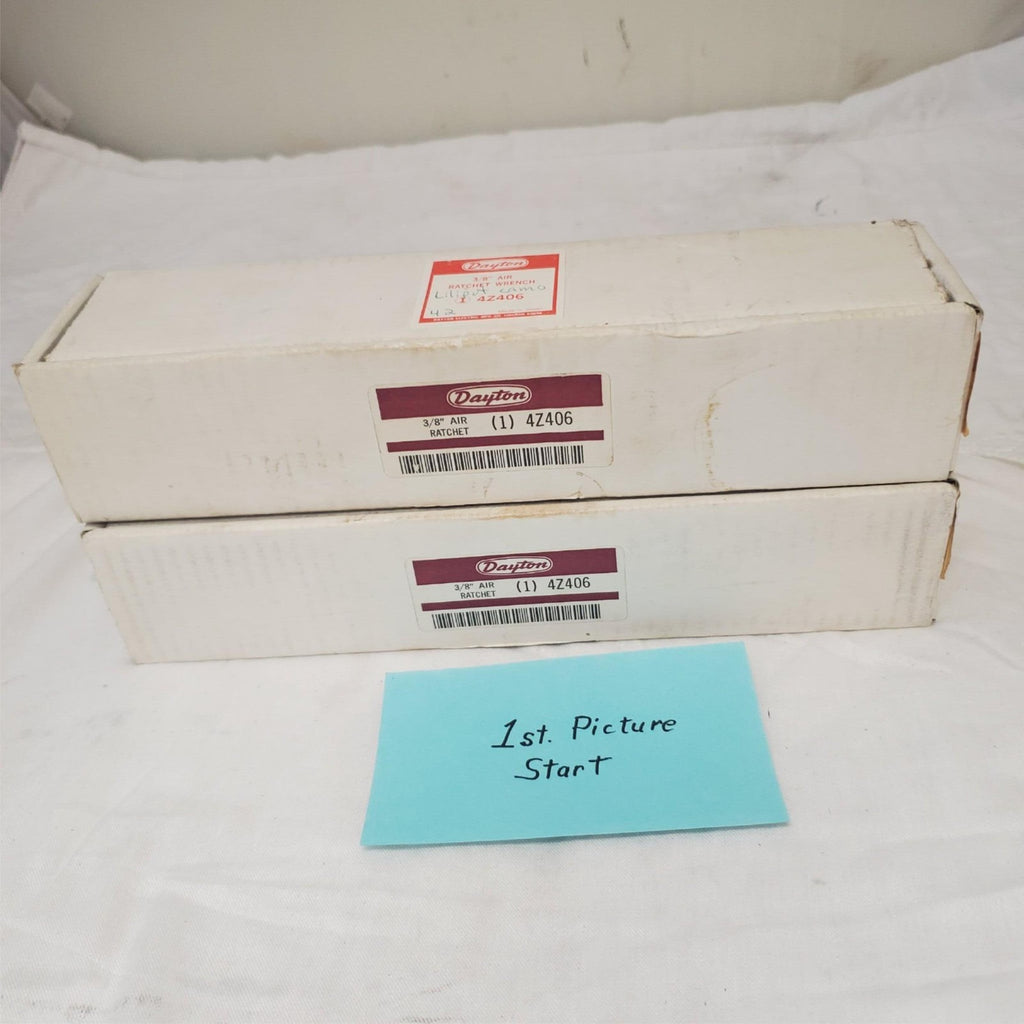 Dayton
3/8" AIR
RATCHET WRENCH
1 4Z406
42
Dayton
3/8" AIR
RATCHET
(1) 4Z406
Dayton
3/8" AIR
RATCHET
(1) 4Z406
1st. Picture
Start